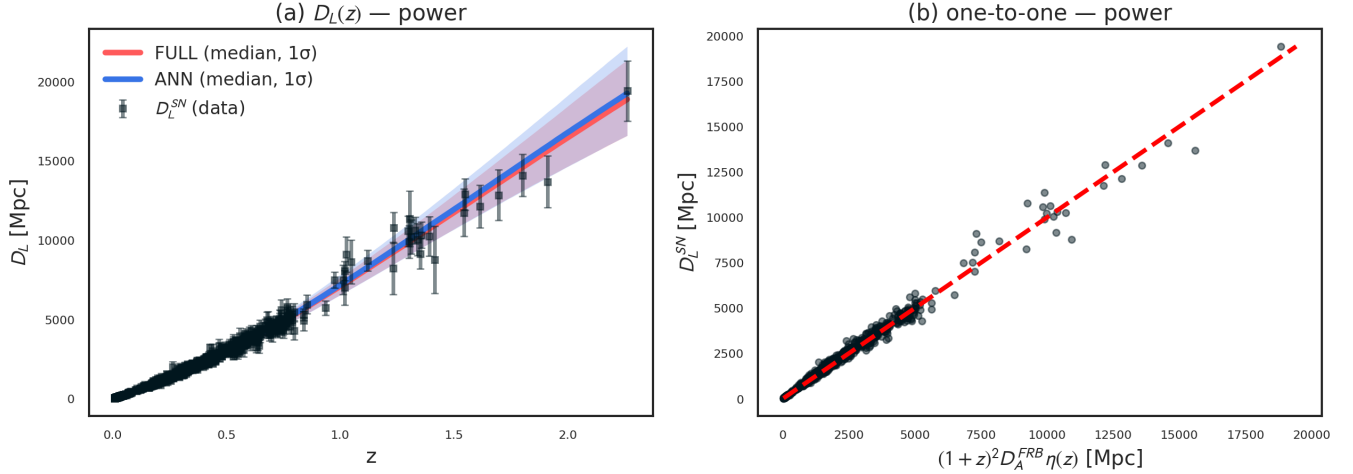 (a) D_L(z) — power
FULL (median, 1σ)
ANN (median, 1σ)
D_L^{SN} (data)
D_L [Mpc]
20000
15000
10000
5000
0
0.0 0.5 1.0 1.5 2.0
z
(b) one-to-one — power
D_L^{SN} [Mpc]
20000
17500
15000
12500
10000
7500
5000
2500
0
0 2500 5000 7500 10000 12500 15000 17500 20000
(1+z)^2 D_A^{FRB} η(z) [Mpc]